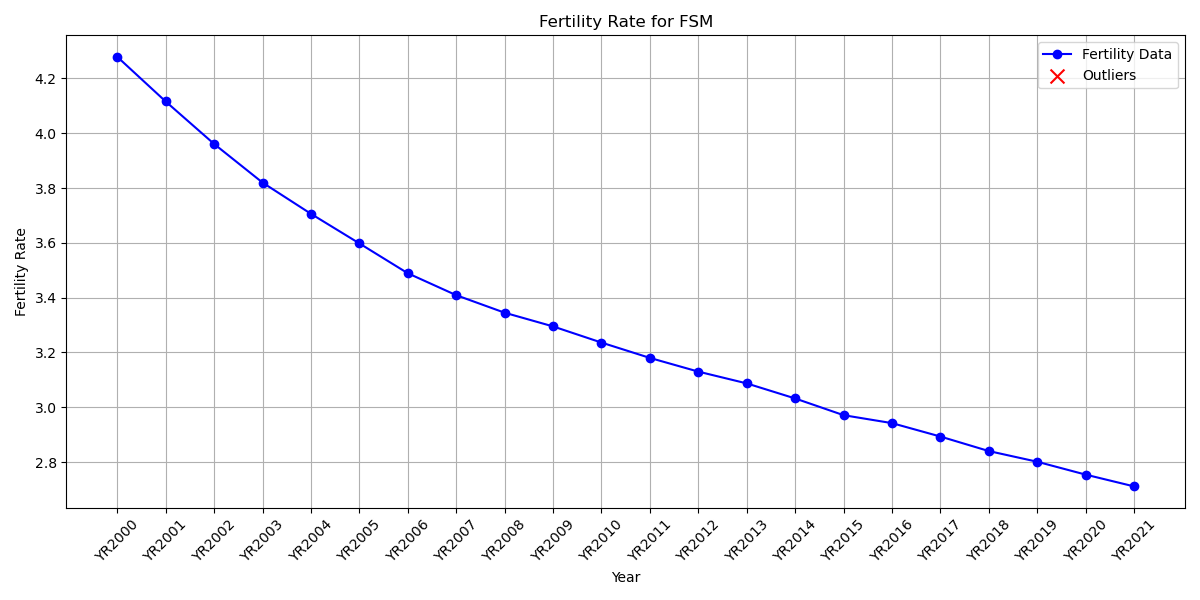 Fertility Rate for FSM
Fertility Data
Outliers
Fertility Rate
4.2
4.0
3.8
3.6
3.4
3.2
3.0
2.8
YR2000
YR2001
YR2002
YR2003
YR2004
YR2005
YR2006
YR2007
YR2008
YR2009
YR2010
YR2011
YR2012
YR2013
YR2014
YR2015
YR2016
YR2017
YR2018
YR2019
YR2020
YR2021
Year